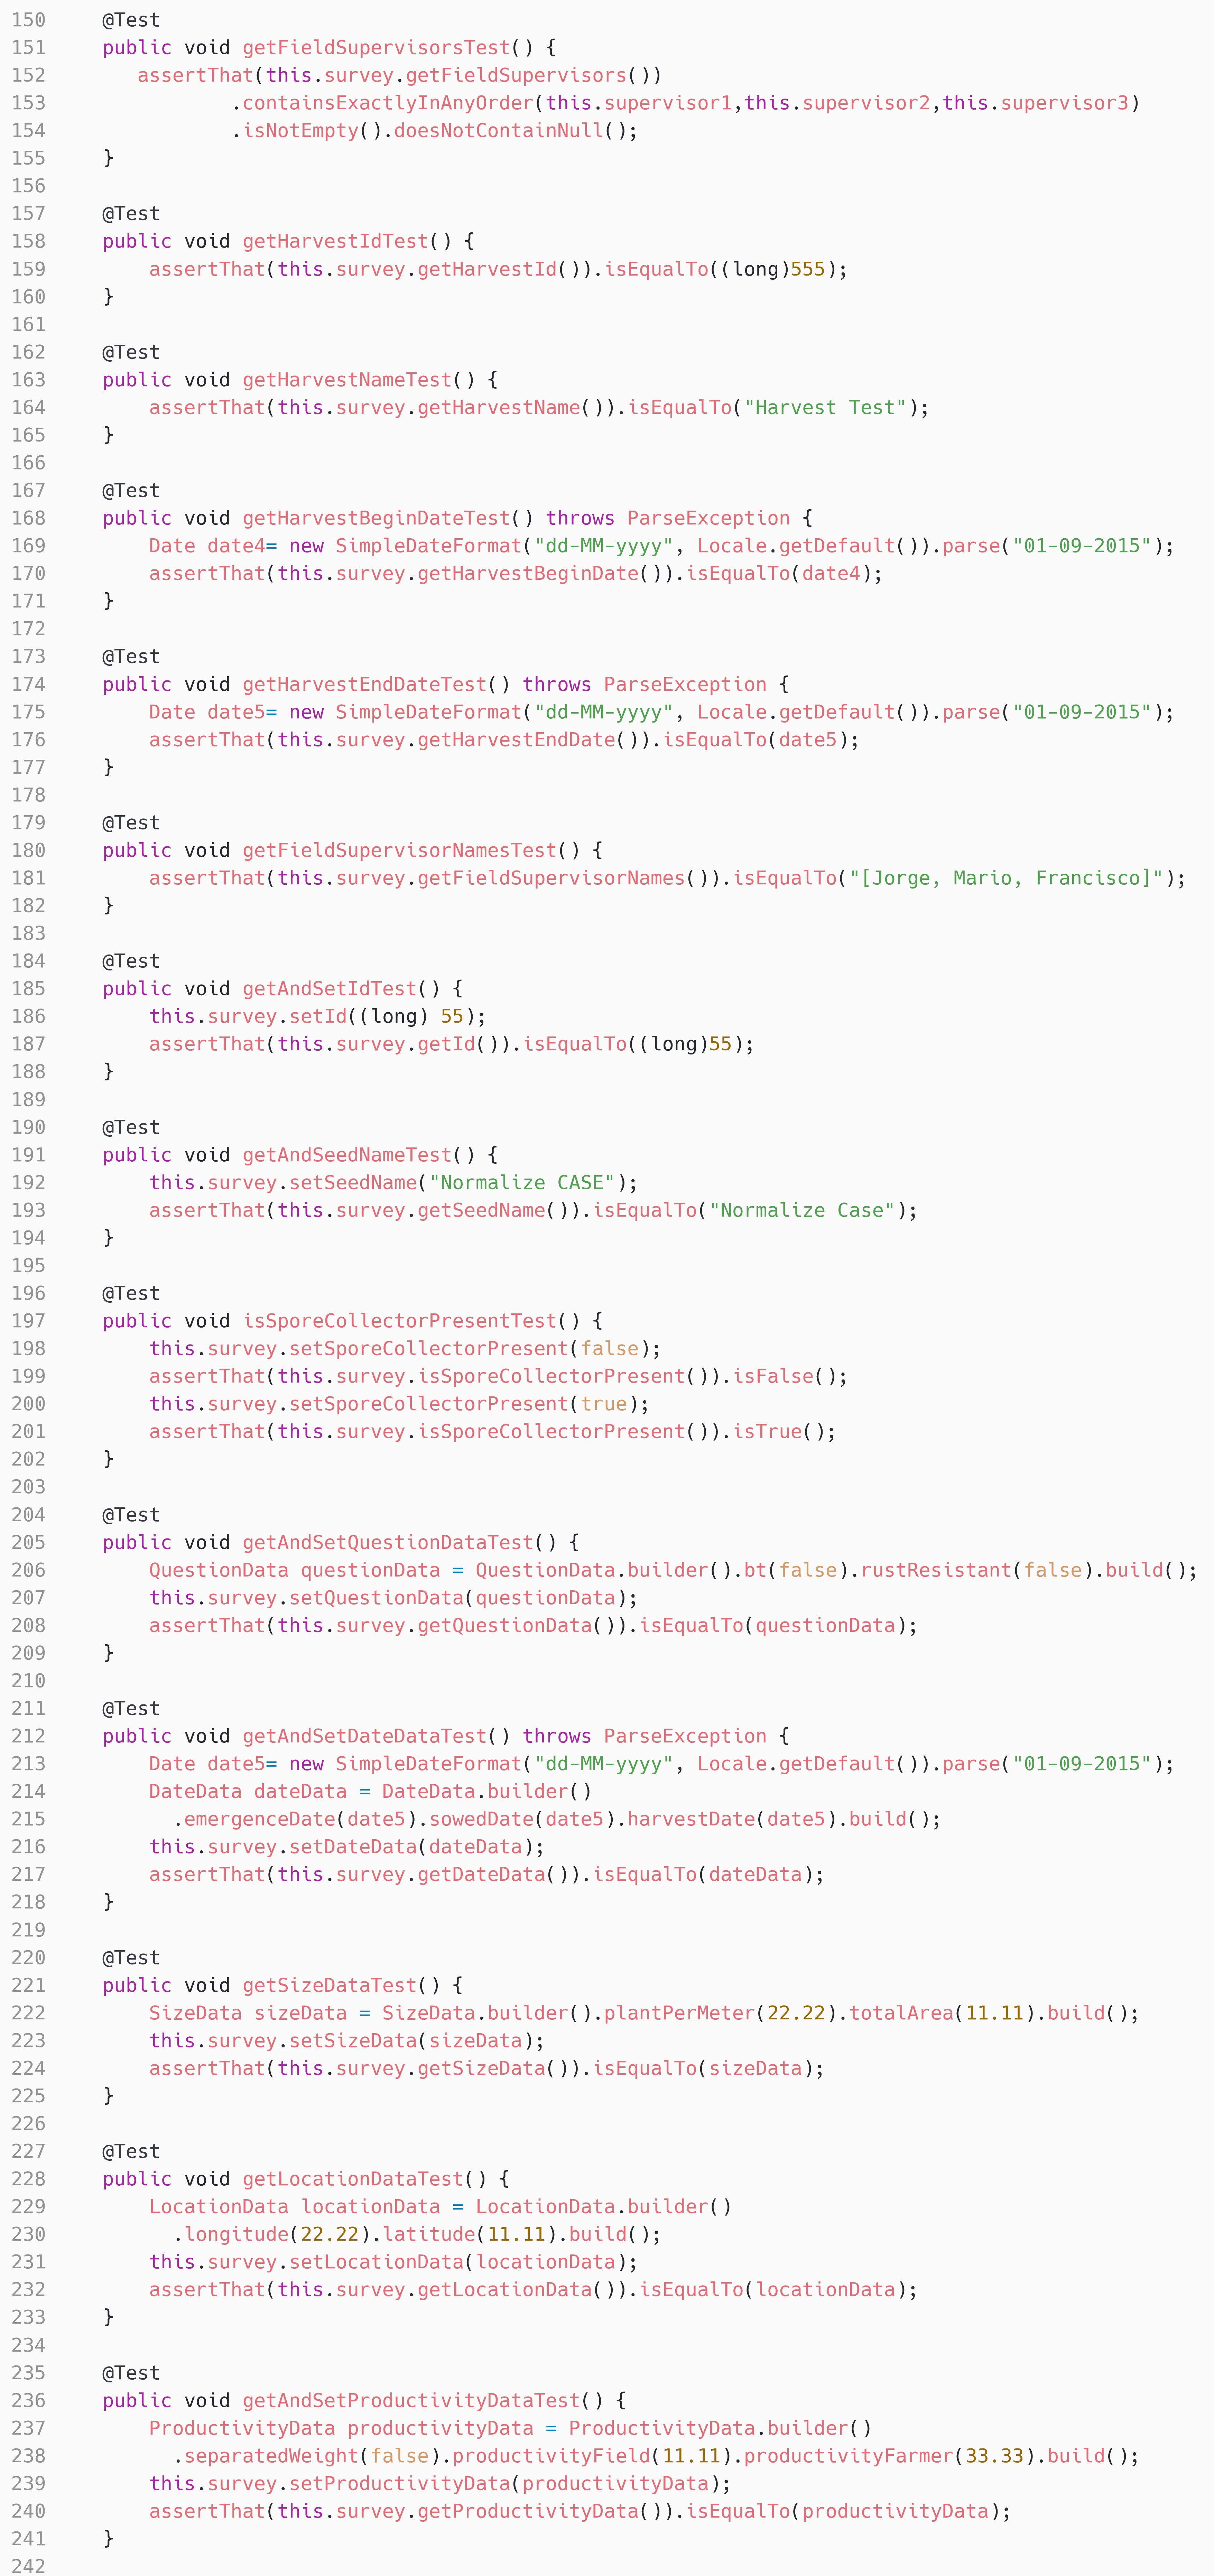 150 @Test
151 public void getFieldSupervisorsTest() {
152 assertThat(this.survey.getFieldSupervisors())
153 .containsExactlyInAnyOrder(this.supervisor1,this.supervisor2,this.supervisor3)
154 .isNotEmpty().doesNotContainNull();
155 }
156
157 @Test
158 public void getHarvestIdTest() {
159 assertThat(this.survey.getHarvestId()).isEqualTo((long)555);
160 }
161
162 @Test
163 public void getHarvestNameTest() {
164 assertThat(this.survey.getHarvestName()).isEqualTo("Harvest Test");
165 }
166
167 @Test
168 public void getHarvestBeginDateTest() throws ParseException {
169 Date date4= new SimpleDateFormat("dd-MM-yyyy", Locale.getDefault()).parse("01-09-2015");
170 assertThat(this.survey.getHarvestBeginDate()).isEqualTo(date4);
171 }
172
173 @Test
174 public void getHarvestEndDateTest() throws ParseException {
175 Date date5= new SimpleDateFormat("dd-MM-yyyy", Locale.getDefault()).parse("01-09-2015");
176 assertThat(this.survey.getHarvestEndDate()).isEqualTo(date5);
177 }
178
179 @Test
180 public void getFieldSupervisorNamesTest() {
181 assertThat(this.survey.getFieldSupervisorNames()).isEqualTo("[Jorge, Mario, Francisco]");
182 }
183
184 @Test
185 public void getAndSetIdTest() {
186 this.survey.setId((long) 55);
187 assertThat(this.survey.getId()).isEqualTo((long)55);
188 }
189
190 @Test
191 public void getAndSeedNameTest() {
192 this.survey.setSeedName("Normalize CASE");
193 assertThat(this.survey.getSeedName()).isEqualTo("Normalize Case");
194 }
195
196 @Test
197 public void isSporeCollectorPresentTest() {
198 this.survey.setSporeCollectorPresent(false);
199 assertThat(this.survey.isSporeCollectorPresent()).isFalse();
200 this.survey.setSporeCollectorPresent(true);
201 assertThat(this.survey.isSporeCollectorPresent()).isTrue();
202 }
203
204 @Test
205 public void getAndSetQuestionDataTest() {
206 QuestionData questionData = QuestionData.builder().bt(false).rustResistant(false).build();
207 this.survey.setQuestionData(questionData);
208 assertThat(this.survey.getQuestionData()).isEqualTo(questionData);
209 }
210
211 @Test
212 public void getAndSetDateDataTest() throws ParseException {
213 Date date5= new SimpleDateFormat("dd-MM-yyyy", Locale.getDefault()).parse("01-09-2015");
214 DateData dateData = DateData.builder()
215 .emergenceDate(date5).sowedDate(date5).harvestDate(date5).build();
216 this.survey.setDateData(dateData);
217 assertThat(this.survey.getDateData()).isEqualTo(dateData);
218 }
219
220 @Test
221 public void getSizeDataTest() {
222 SizeData sizeData = SizeData.builder().plantPerMeter(22.22).totalArea(11.11).build();
223 this.survey.setSizeData(sizeData);
224 assertThat(this.survey.getSizeData()).isEqualTo(sizeData);
225 }
226
227 @Test
228 public void getLocationDataTest() {
229 LocationData locationData = LocationData.builder()
230 .longitude(22.22).latitude(11.11).build();
231 this.survey.setLocationData(locationData);
232 assertThat(this.survey.getLocationData()).isEqualTo(locationData);
233 }
234
235 @Test
236 public void getAndSetProductivityDataTest() {
237 ProductivityData productivityData = ProductivityData.builder()
238 .separatedWeight(false).productivityField(11.11).productivityFarmer(33.33).build();
239 this.survey.setProductivityData(productivityData);
240 assertThat(this.survey.getProductivityData()).isEqualTo(productivityData);
241 }
242